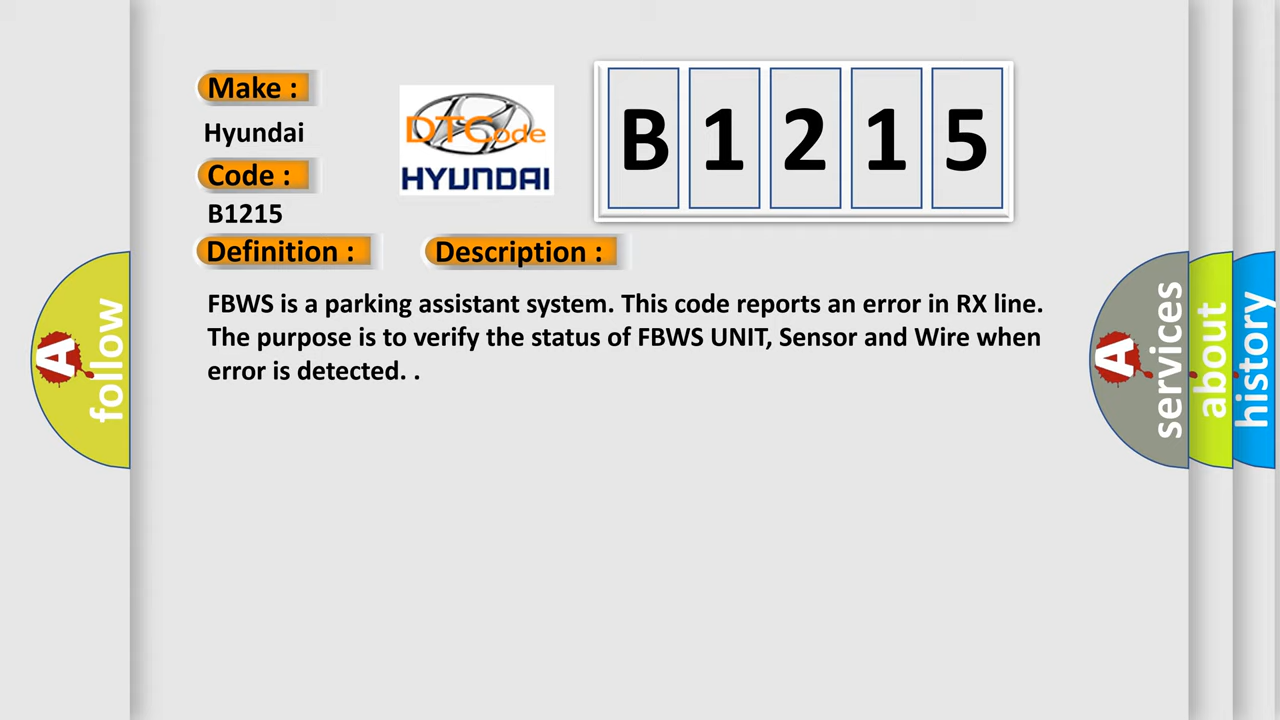 Make :
Hyundai
Code :
B1215
Definition :
Description :
DTCode
HYUNDAI
B 1 2 1 5
FBWS is a parking assistant system. This code reports an error in RX line.
The purpose is to verify the status of FBWS UNIT, Sensor and Wire when
error is detected. .
A
follow
A
services
about
history